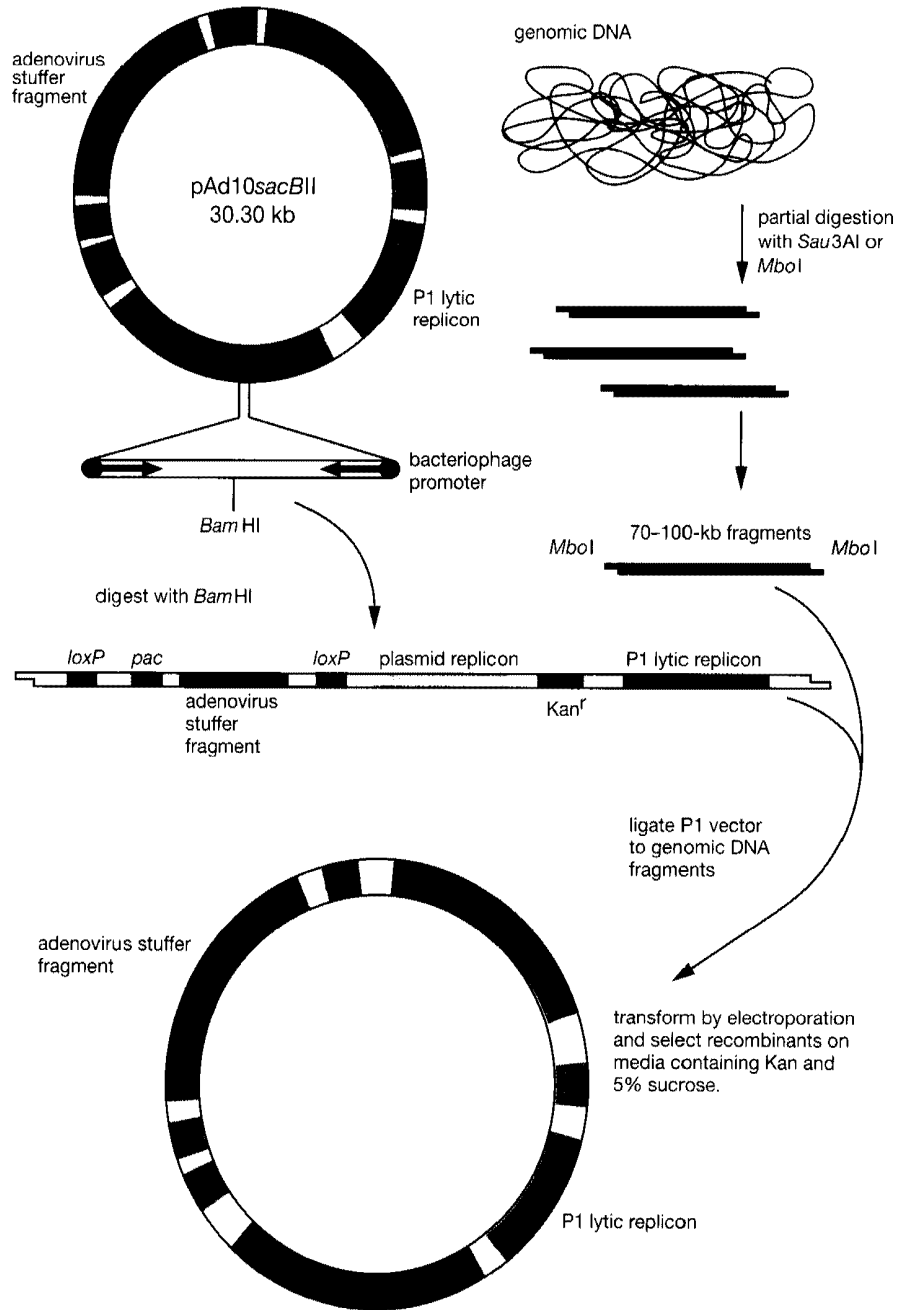 adenovirus
stuffer
fragment
pAd10sacBII
30.30 kb
P1 lytic
replicon
bacteriophage
promoter
Bam HI
genomic DNA
partial digestion
with Sau3AI or
MboI
70–100-kb fragments
MboI
MboI
digest with BamHI
loxP
pac
loxP
plasmid replicon
P1 lytic replicon
adenovirus
stuffer
fragment
Kanʳ
ligate P1 vector
to genomic DNA
fragments
adenovirus stuffer
fragment
transform by electroporation
and select recombinants on
media containing Kan and
5% sucrose.
P1 lytic replicon